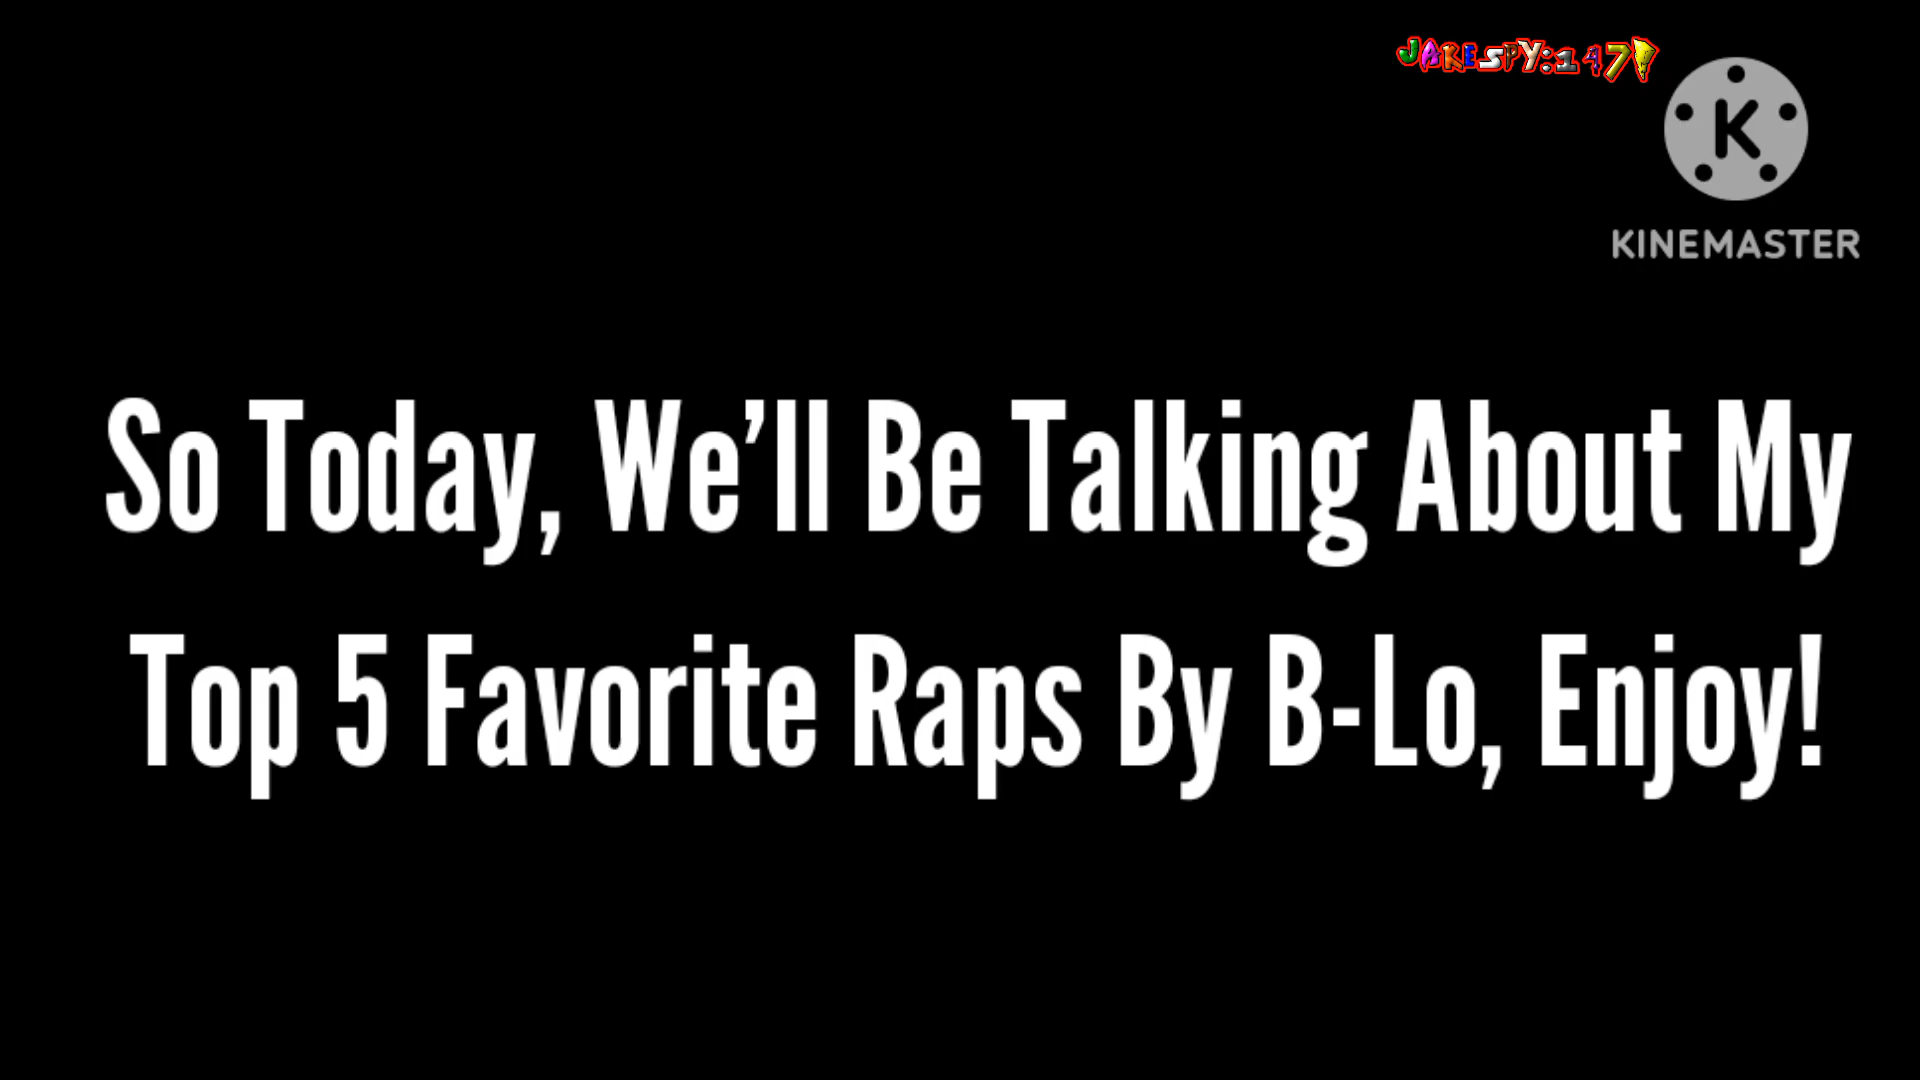 JAKESPY:147!
K
KINEMASTER
So Today, We’ll Be Talking About My
Top 5 Favorite Raps By B-Lo, Enjoy!